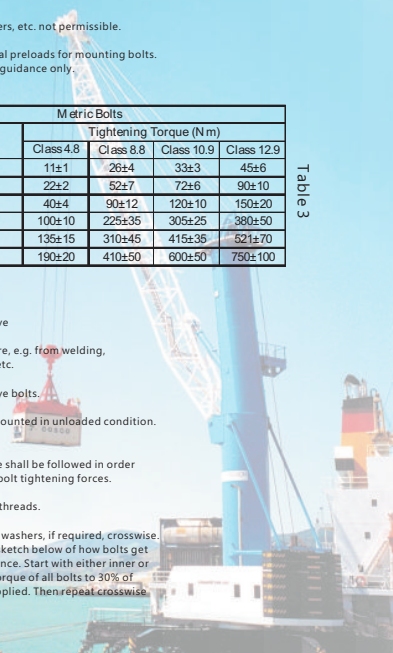 ers, etc. not permissible.
al preloads for mounting bolts.
guidance only.
Metric Bolts
Tightening Torque (Nm)
Class 4.8 Class 8.8 Class 10.9 Class 12.9
11±1 26±4 33±3 45±6
22±2 52±7 72±6 90±10
40±4 90±12 120±10 150±20
100±10 225±35 305±25 380±50
135±15 310±45 415±35 521±70
190±20 410±50 600±50 750±100
Table 3
ve
re, e.g. from welding,
etc.
ve bolts.
ounted in unloaded condition.
e shall be followed in order
bolt tightening forces.
threads.
washers, if required, crosswise.
sketch below of how bolts get
nce. Start with either inner or
orque of all bolts to 30% of
pplied. Then repeat crosswise